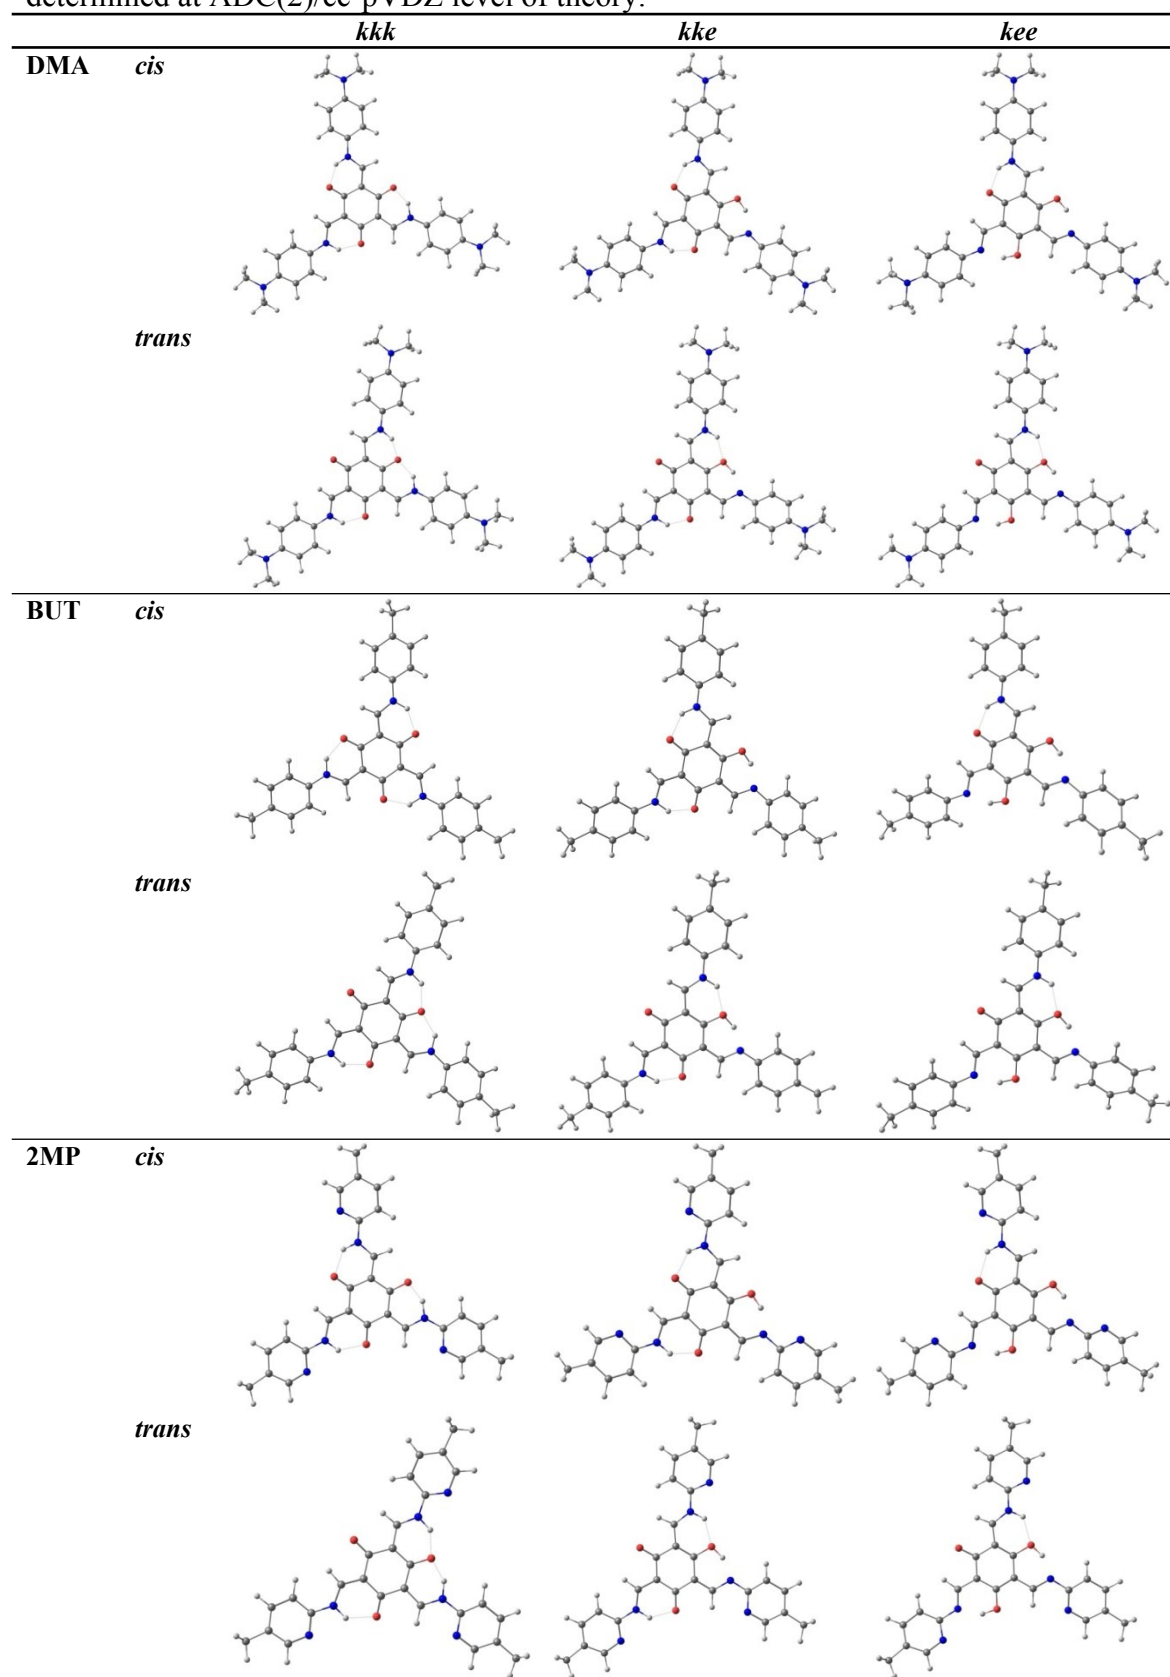 determined at ADC(2)/cc-pVDZ level of theory.
kkk kke kee
DMA cis
trans
BUT cis
trans
2MP cis
trans